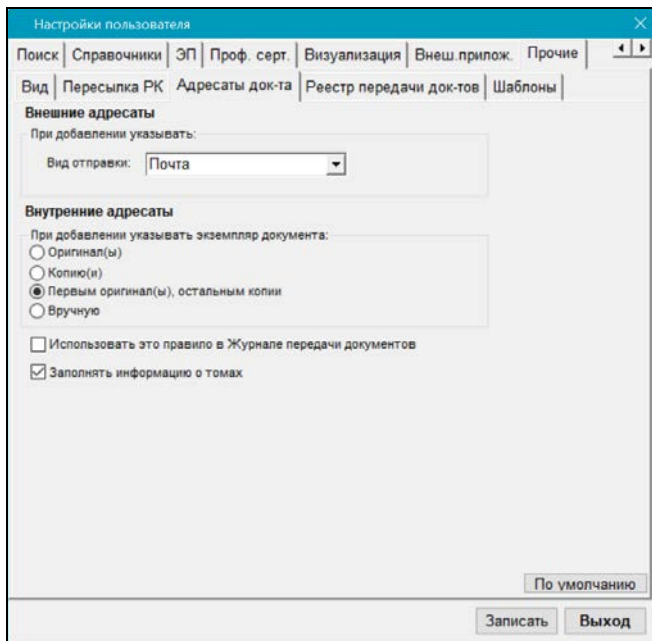 Настройки пользователя
Поиск Справочники ЭП Проф. серт. Визуализация Внеш.прилож. Прочие
Вид Пересылка РК Адресаты док-та Реестр передачи док-тов Шаблоны
Внешние адресаты
При добавлении указывать:
Вид отправки: Почта
Внутренние адресаты
При добавлении указывать экземпляр документа:
Оригинал(ы)
Копию(и)
Первым оригинал(ы), остальным копии
Вручную
Использовать это правило в Журнале передачи документов
Заполнять информацию о томах
По умолчанию
Записать Выход